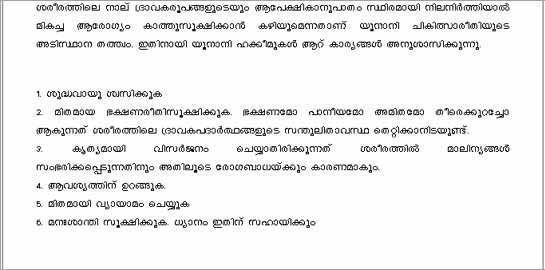 ശരീരത്തിലെ നാല് ദ്രാവകരൂപങ്ങളുടെയും ആപേക്ഷികാനുപാതം സ്ഥിരമായി നിലനിർത്തിയാൽ
മികച്ച ആരോഗ്യം കാത്തുസൂക്ഷിക്കാൻ കഴിയുമെന്നതാണ് യൂനാനി ചികിത്സാരീതിയുടെ
അടിസ്ഥാന തത്ത്വം. ഇതിനായി യൂനാനി ഹക്കീമുകൾ ആറ് കാര്യങ്ങൾ അനുശാസിക്കുന്നു.
1. ശുദ്ധവായു ശ്വസിക്കുക
2. മിതമായ ഭക്ഷണരീതിസൂക്ഷിക്കുക. ഭക്ഷണമോ പാനീയമോ അമിതമോ തീരെക്കുറച്ചോ
ആകുന്നത് ശരീരത്തിലെ ദ്രാവകപദാർത്ഥങ്ങളുടെ സന്തുലിതാവസ്ഥ തെറ്റിക്കാനിടയുണ്ട്.
3. കൃത്യമായി വിസർജനം ചെയ്യാതിരിക്കുന്നത് ശരീരത്തിൽ മാലിന്യങ്ങൾ
സംഭരിക്കപ്പെടുന്നതിനും അതിലൂടെ രോഗബാധയ്ക്കും കാരണമാകും.
4. ആവശ്യത്തിന് ഉറങ്ങുക.
5. മിതമായി വ്യായാമം ചെയ്യുക
6. മനഃശാന്തി സൂക്ഷിക്കുക. ധ്യാനം ഇതിന് സഹായിക്കും